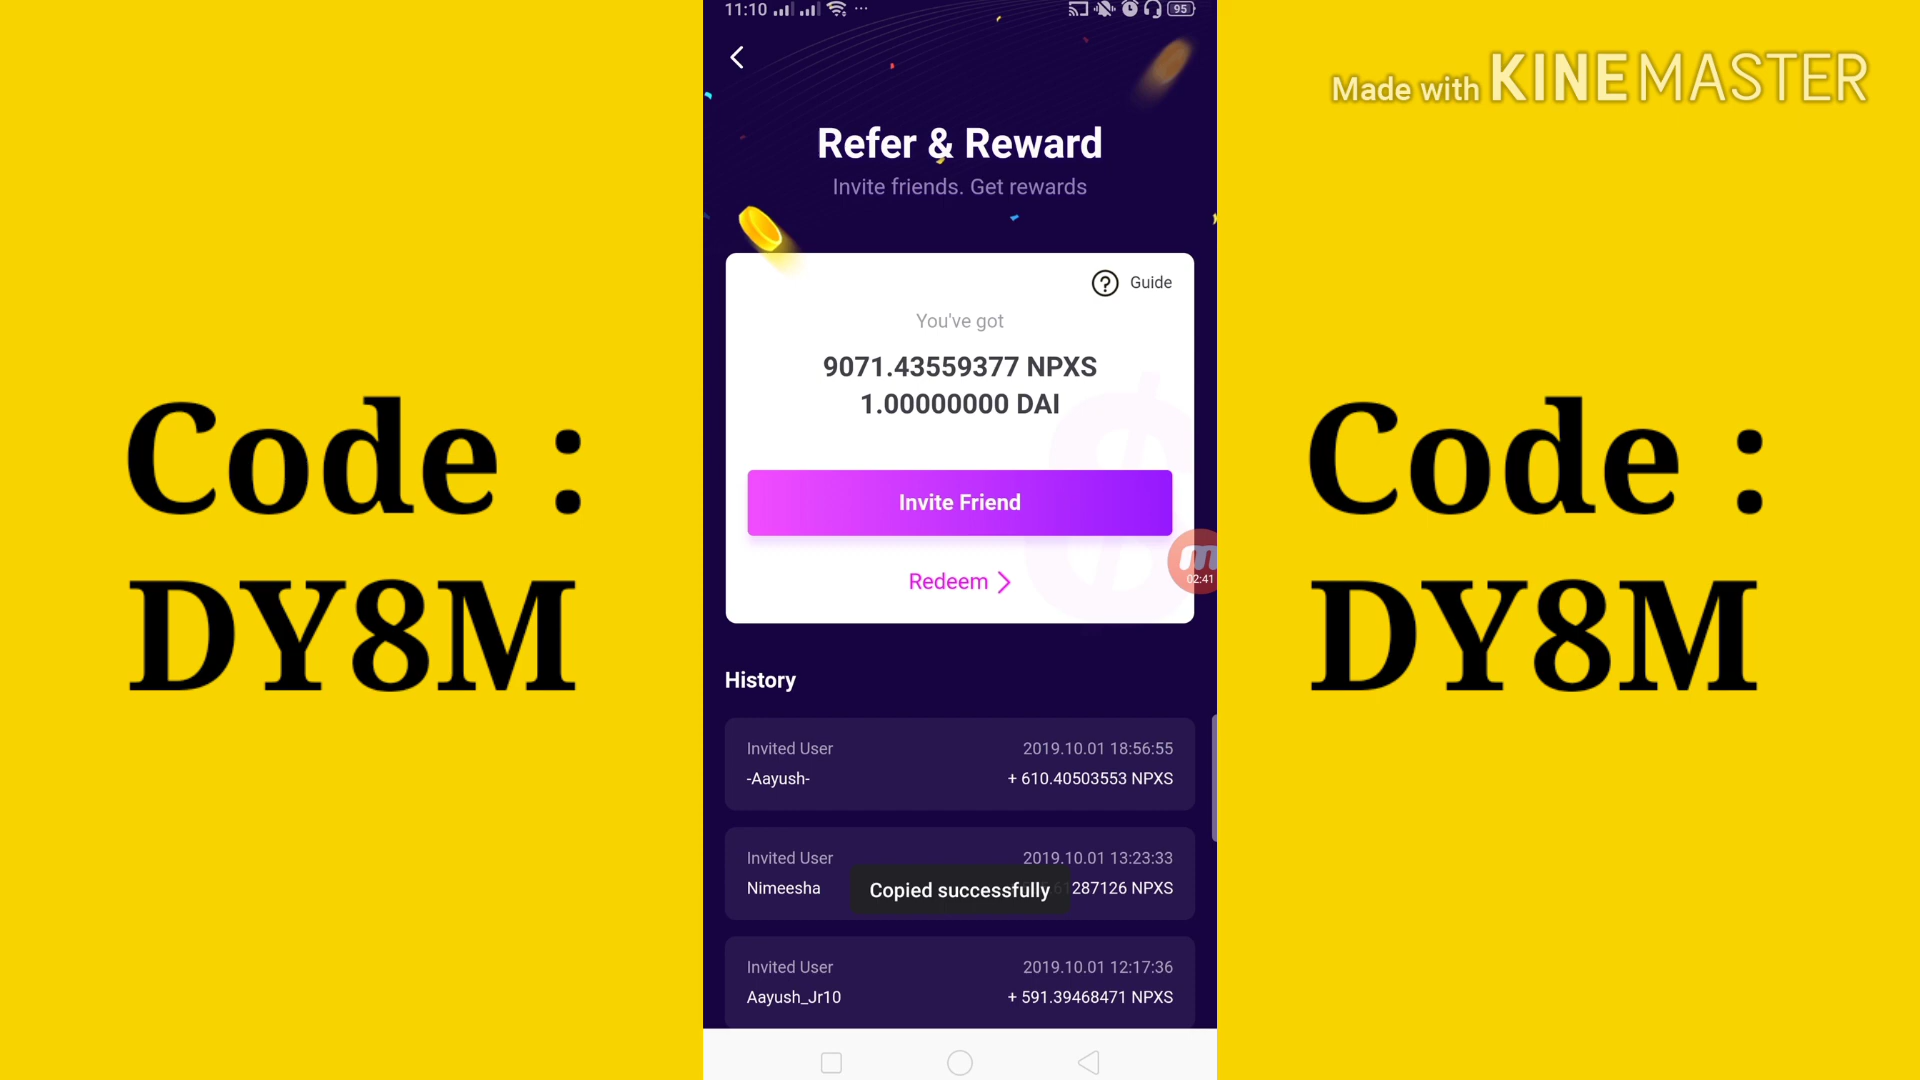 11:10
95
Made with KINEMASTER
Refer & Reward
Invite friends. Get rewards
Guide
You've got
9071.43559377 NPXS
1.00000000 DAI
Code :
DY8M
Code :
DY8M
Invite Friend
02:41
Redeem
History
Invited User 2019.10.01 18:56:55
-Aayush- + 610.40503553 NPXS
Invited User 2019.10.01 13:23:33
Nimeesha 287126 NPXS
Copied successfully
Invited User 2019.10.01 12:17:36
Aayush_Jr10 + 591.39468471 NPXS